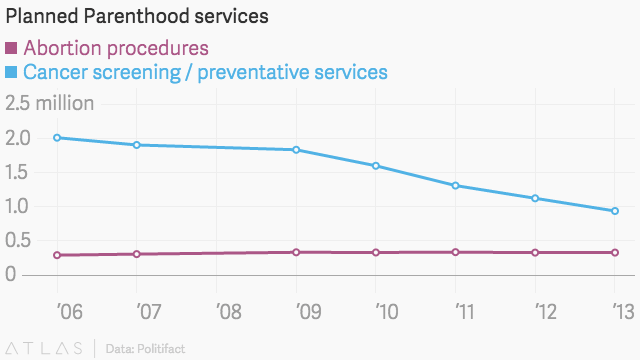 Planned Parenthood services
Abortion procedures
Cancer screening / preventative services
2.5 million
2.0
1.5
1.0
0.5
0
’06 ’07 ’08 ’09 ’10 ’11 ’12 ’13
ATLAS Data: Politifact